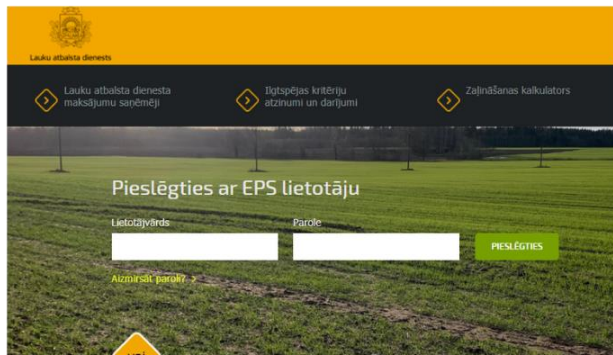 Lauku atbalsta dienests
Lauku atbalsta dienesta
maksājumu saņēmēji
Ilgtspējas kritēriju
atzinumi un darījumi
Zaļināšanas kalkulators
Pieslēgties ar EPS lietotāju
Lietotājvārds
Parole
PIESLĒGTIES
Aizmirsāt paroli? >